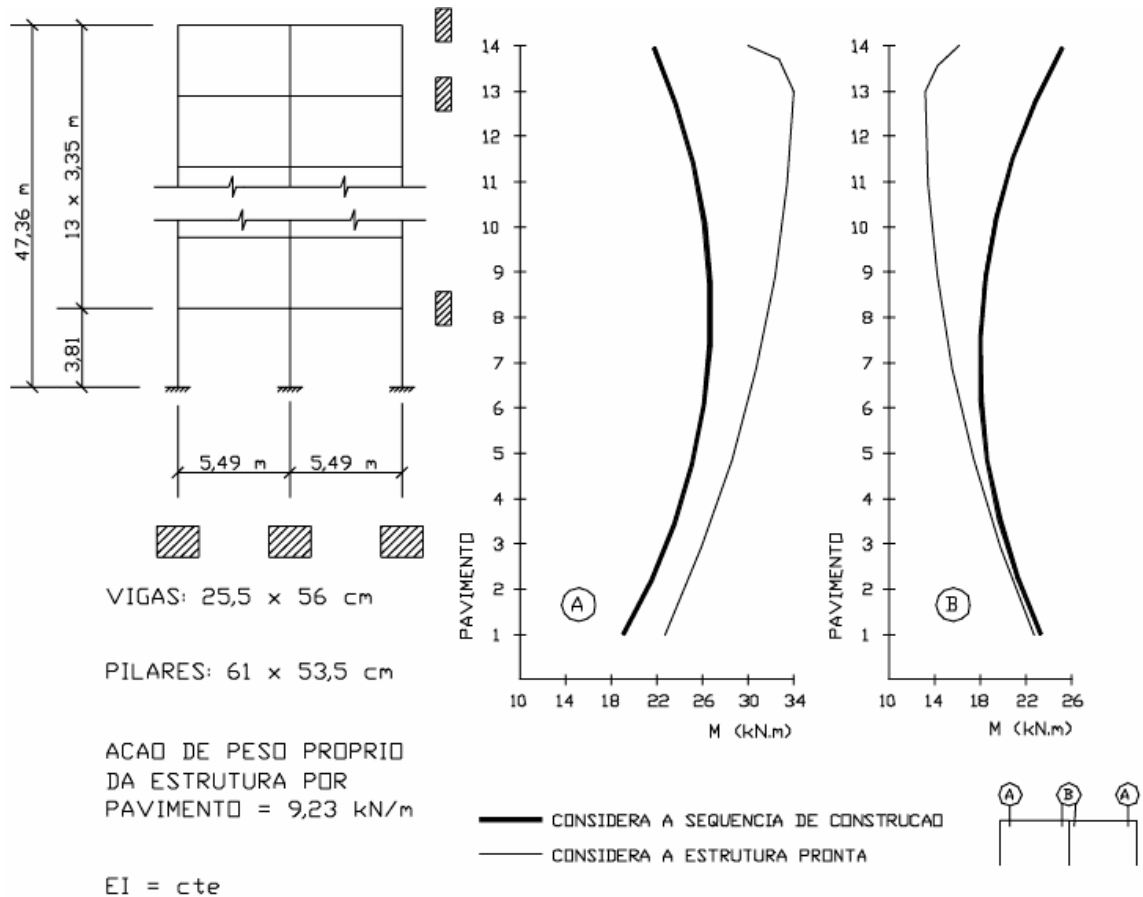 47,36 m
13 x 3,35 m
3,81
5,49 m
5,49 m
VIGAS: 25,5 x 56 cm
PILARES: 61 x 53,5 cm
ACAO DE PESO PROPRIO
DA ESTRUTURA POR
PAVIMENTO = 9,23 kN/m
EI = cte
14
13
12
11
10
9
8
7
6
5
4
3
2
1
PAVIMENTO
A
10 14 18 22 26 30 34
M (kN.m)
14
13
12
11
10
9
8
7
6
5
4
3
2
1
PAVIMENTO
B
10 14 18 22 26
M (kN.m)
CONSIDERA A SEQUENCIA DE CONSTRUCAO
CONSIDERA A ESTRUTURA PRONTA
A B A